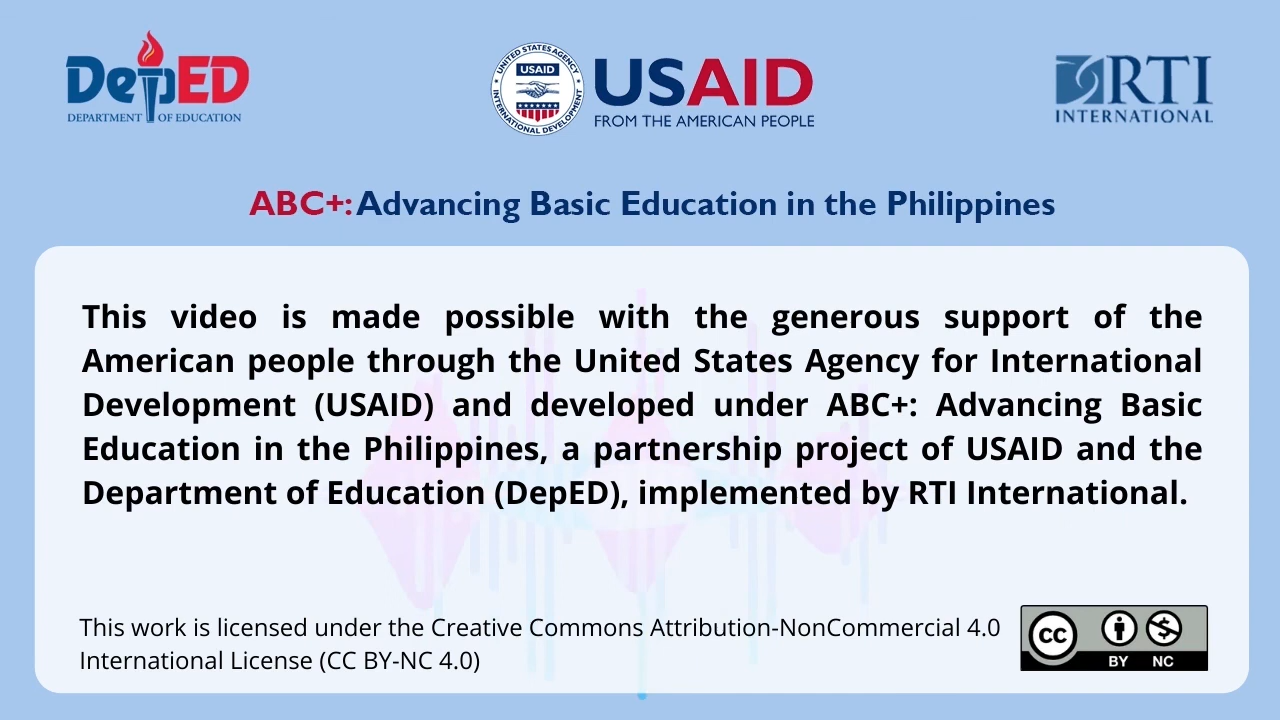 DepED
DEPARTMENT OF EDUCATION
UNITED STATES AGENCY
USAID
INTERNATIONAL DEVELOPMENT
USAID
FROM THE AMERICAN PEOPLE
RTI
INTERNATIONAL
ABC+: Advancing Basic Education in the Philippines
This video is made possible with the generous support of the
American people through the United States Agency for International
Development (USAID) and developed under ABC+: Advancing Basic
Education in the Philippines, a partnership project of USAID and the
Department of Education (DepED), implemented by RTI International.
This work is licensed under the Creative Commons Attribution-NonCommercial 4.0
International License (CC BY-NC 4.0)
cc
BY NC